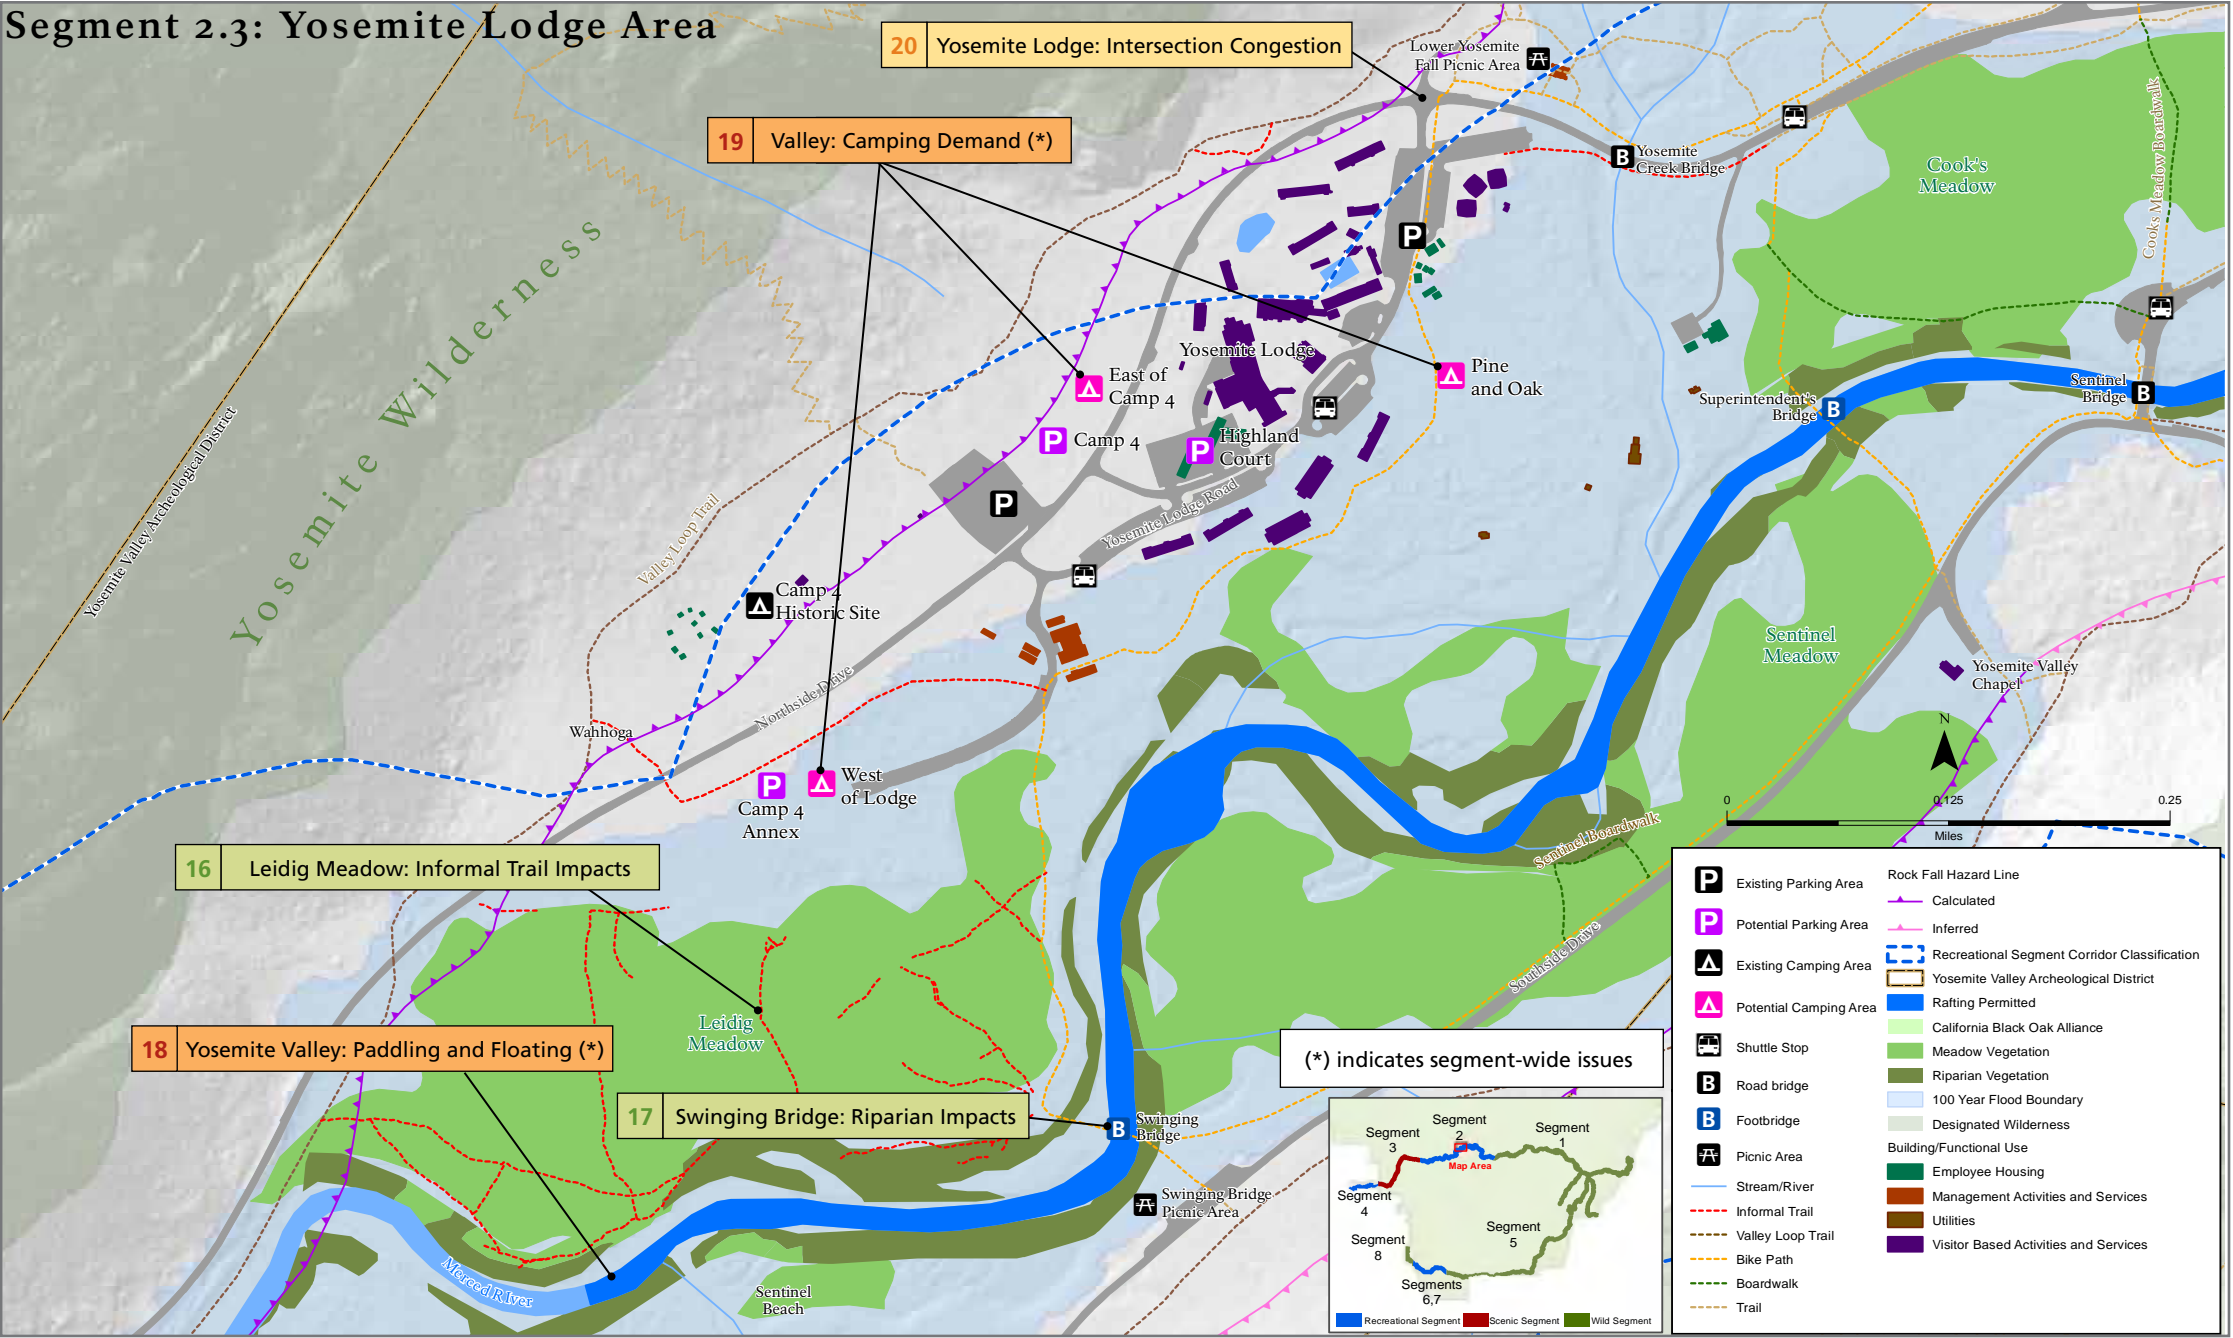 Segment 2.3: Yosemite Lodge Area
20 Yosemite Lodge: Intersection Congestion
Lower Yosemite
Fall Picnic Area
19 Valley: Camping Demand (*)
Yosemite
Creek Bridge
Cook's
Meadow
Cook's Meadow Boardwalk
Yosemite Wilderness
Yosemite Valley Archeological District
Yosemite Lodge
East of
Camp 4
Pine
and Oak
Camp 4
Highland
Court
Superintendent's
Bridge
Sentinel
Bridge
Yosemite Lodge Road
Valley Loop Trail
Camp 4
Historic Site
Northside Drive
Wahhoga
Sentinel
Meadow
Yosemite Valley
Chapel
West
of Lodge
Camp 4
Annex
N
0 0.125 0.25
Miles
Sentinel Boardwalk
Southside Drive
16 Leidig Meadow: Informal Trail Impacts
Leidig
Meadow
18 Yosemite Valley: Paddling and Floating (*)
17 Swinging Bridge: Riparian Impacts
Swinging
Bridge
Swinging Bridge
Picnic Area
Merced River
Sentinel
Beach
(*) indicates segment-wide issues
Segment
1
Segment
2
Segment
3
Map Area
Segment
4
Segment
5
Segment
8
Segments
6,7
Recreational Segment
Scenic Segment
Wild Segment
P Existing Parking Area
P Potential Parking Area
Existing Camping Area
Potential Camping Area
Shuttle Stop
B Road bridge
B Footbridge
Picnic Area
Stream/River
Informal Trail
Valley Loop Trail
Bike Path
Boardwalk
Trail
Rock Fall Hazard Line
Calculated
Inferred
Recreational Segment Corridor Classification
Yosemite Valley Archeological District
Rafting Permitted
California Black Oak Alliance
Meadow Vegetation
Riparian Vegetation
100 Year Flood Boundary
Designated Wilderness
Building/Functional Use
Employee Housing
Management Activities and Services
Utilities
Visitor Based Activities and Services